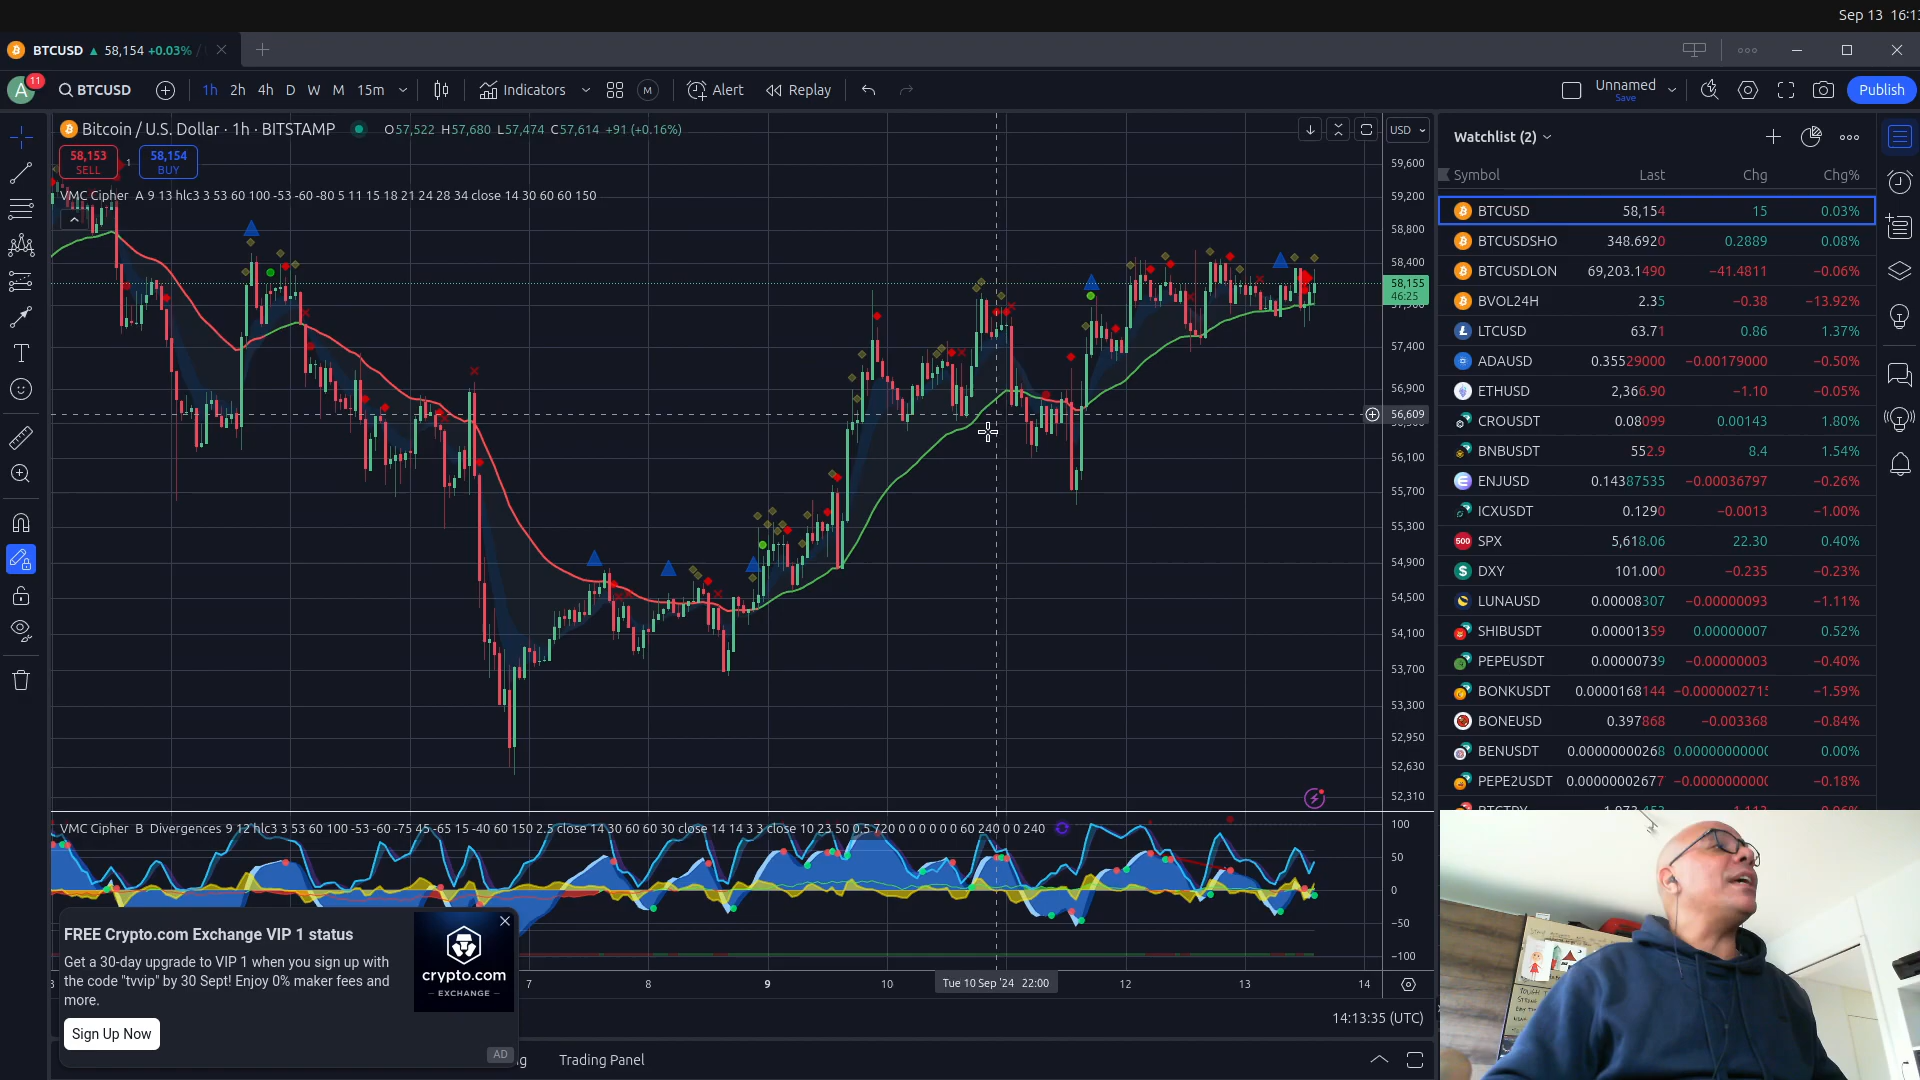 Sep 13 16:1
BTCUSD ▲ 58,154 +0.03% /
A 11 BTCUSD 1h 2h 4h D W M 15m Indicators M Alert Replay Unnamed Save Publish
Bitcoin / U.S. Dollar · 1h · BITSTAMP O57,522 H57,680 L57,474 C57,614 +91 (+0.16%)
58,153 SELL 1 58,154 BUY
VMC Cipher A 9 13 hlc3 3 53 60 100 -53 -60 -80 5 11 15 18 21 24 28 34 close 14 30 60 60 150
USD
59,600
59,200
58,800
58,400
58,155
46:25
57,400
56,900
56,609
56,100
55,700
55,300
54,900
54,500
54,100
53,700
53,300
52,950
52,630
52,310
VMC Cipher B Divergences 9 12 hlc3 3 53 60 100 -53 -60 -75 45 -65 15 -40 60 150 2.5 close 14 30 60 60 30 close 14 14 3 3 close 10 23 50 0.5 720 0 0 0 0 0 0 60 240 0 0 240
100
50
0
−50
−100
7 8 9 10 Tue 10 Sep '24 22:00 12 13 14
14:13:35 (UTC)
Trading Panel
FREE Crypto.com Exchange VIP 1 status
Get a 30-day upgrade to VIP 1 when you sign up with
the code "tvvip" by 30 Sept! Enjoy 0% maker fees and
more.
Sign Up Now
crypto.com
EXCHANGE
AD
Watchlist (2)
Symbol Last Chg Chg%
BTCUSD 58,154 15 0.03%
BTCUSDSHO 348.6920 0.2889 0.08%
BTCUSDLON 69,203.1490 −41.4811 −0.06%
BVOL24H 2.35 −0.38 −13.92%
LTCUSD 63.71 0.86 1.37%
ADAUSD 0.35529000 −0.00179000 −0.50%
ETHUSD 2,366.90 −1.10 −0.05%
CROUSDT 0.08099 0.00143 1.80%
BNBUSDT 552.9 8.4 1.54%
ENJUSD 0.14387535 −0.00036797 −0.26%
ICXUSDT 0.1290 −0.0013 −1.00%
500 SPX 5,618.06 22.30 0.40%
DXY 101.000 −0.235 −0.23%
LUNAUSD 0.00008307 −0.00000093 −1.11%
SHIBUSDT 0.00001359 0.00000007 0.52%
PEPEUSDT 0.00000739 −0.00000003 −0.40%
BONKUSDT 0.0000168144 −0.000000271 −1.59%
BONEUSD 0.397868 −0.003368 −0.84%
BENUSDT 0.00000000268 0.0000000000 0.00%
PEPE2USDT 0.00000002677 −0.000000000 −0.18%